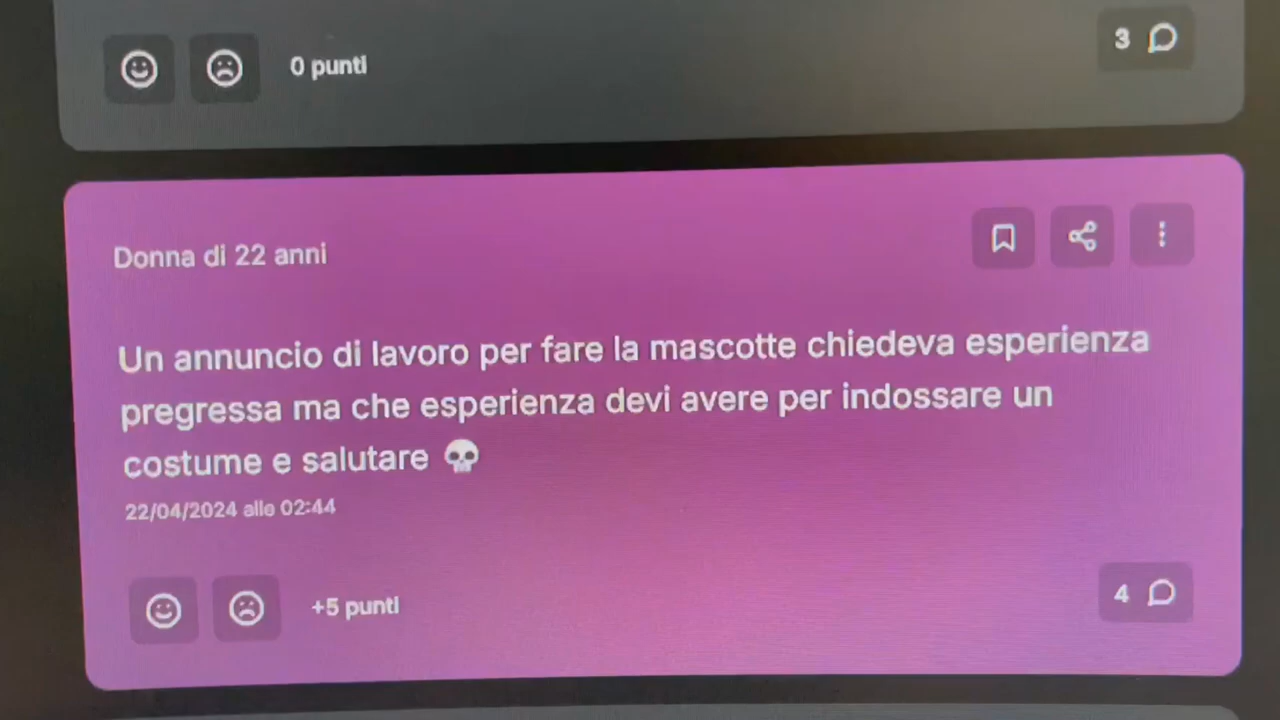 0 punti
3
Donna di 22 anni
Un annuncio di lavoro per fare la mascotte chiedeva esperienza
pregressa ma che esperienza devi avere per indossare un
costume e salutare 💀
22/04/2024 alle 02:44
+5 punti
4